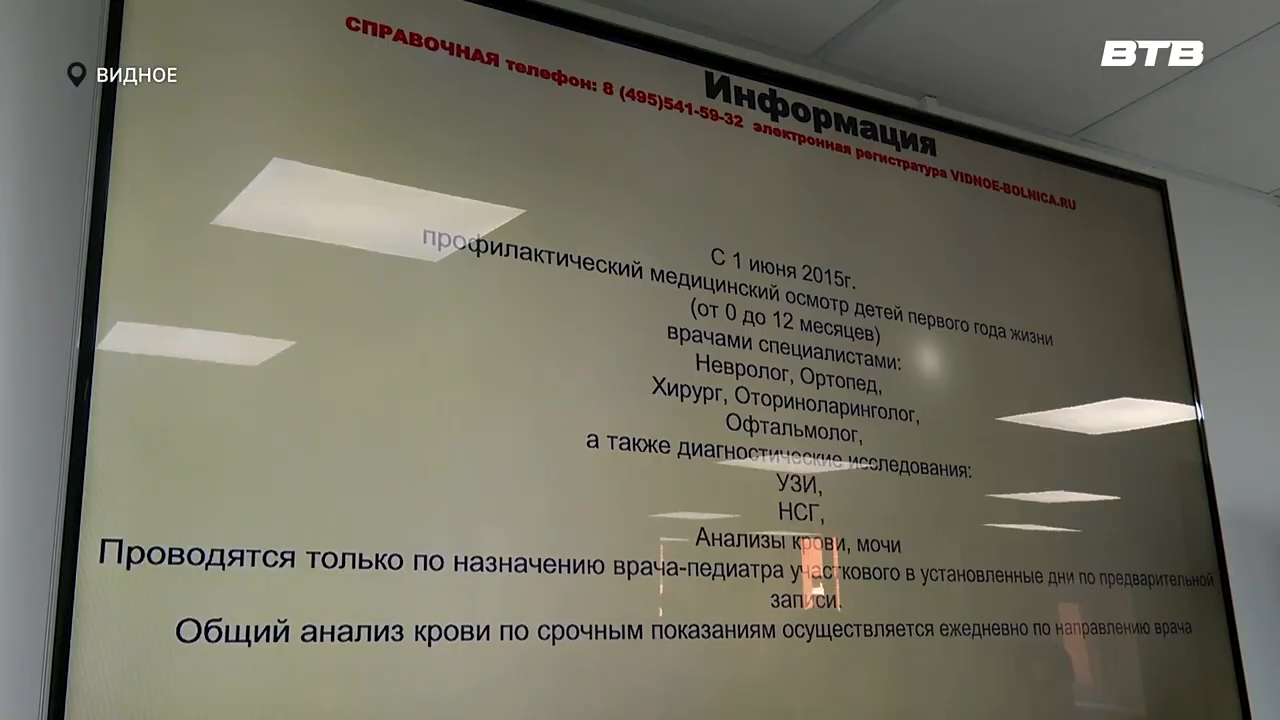 ВИДНОЕ
ВТВ
Информация
СПРАВОЧНАЯ телефон: 8 (495)541-59-32 электронная регистратура VIDNOE-BOLNICA.RU
С 1 июня 2015г.
профилактический медицинский осмотр детей первого года жизни
(от 0 до 12 месяцев)
врачами специалистами:
Невролог, Ортопед,
Хирург, Оториноларинголог,
Офтальмолог,
а также диагностические исследования:
УЗИ,
НСГ,
Анализы крови, мочи
Проводятся только по назначению врача-педиатра участкового в установленные дни по предварительной
записи.
Общий анализ крови по срочным показаниям осуществляется ежедневно по направлению врача